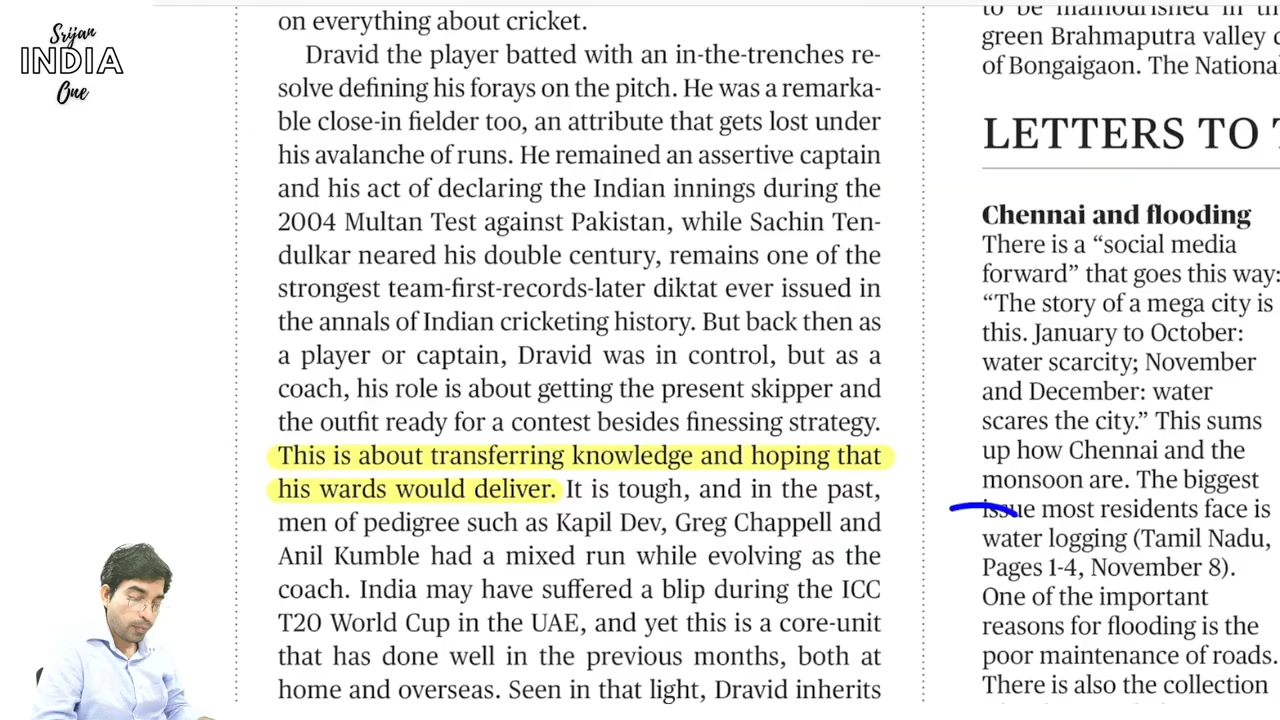 Srijan
INDIA
One
on everything about cricket.
Dravid the player batted with an in-the-trenches re-
solve defining his forays on the pitch. He was a remarka-
ble close-in fielder too, an attribute that gets lost under
his avalanche of runs. He remained an assertive captain
and his act of declaring the Indian innings during the
2004 Multan Test against Pakistan, while Sachin Ten-
dulkar neared his double century, remains one of the
strongest team-first-records-later diktat ever issued in
the annals of Indian cricketing history. But back then as
a player or captain, Dravid was in control, but as a
coach, his role is about getting the present skipper and
the outfit ready for a contest besides finessing strategy.
This is about transferring knowledge and hoping that
his wards would deliver. It is tough, and in the past,
men of pedigree such as Kapil Dev, Greg Chappell and
Anil Kumble had a mixed run while evolving as the
coach. India may have suffered a blip during the ICC
T20 World Cup in the UAE, and yet this is a core-unit
that has done well in the previous months, both at
home and overseas. Seen in that light, Dravid inherits
to be malnourished in
green Brahmaputra valley
of Bongaigaon. The National
LETTERS TO
Chennai and flooding
There is a “social media
forward” that goes this way:
“The story of a mega city is
this. January to October:
water scarcity; November
and December: water
scares the city.” This sums
up how Chennai and the
monsoon are. The biggest
issue most residents face is
water logging (Tamil Nadu,
Pages 1-4, November 8).
One of the important
reasons for flooding is the
poor maintenance of roads.
There is also the collection